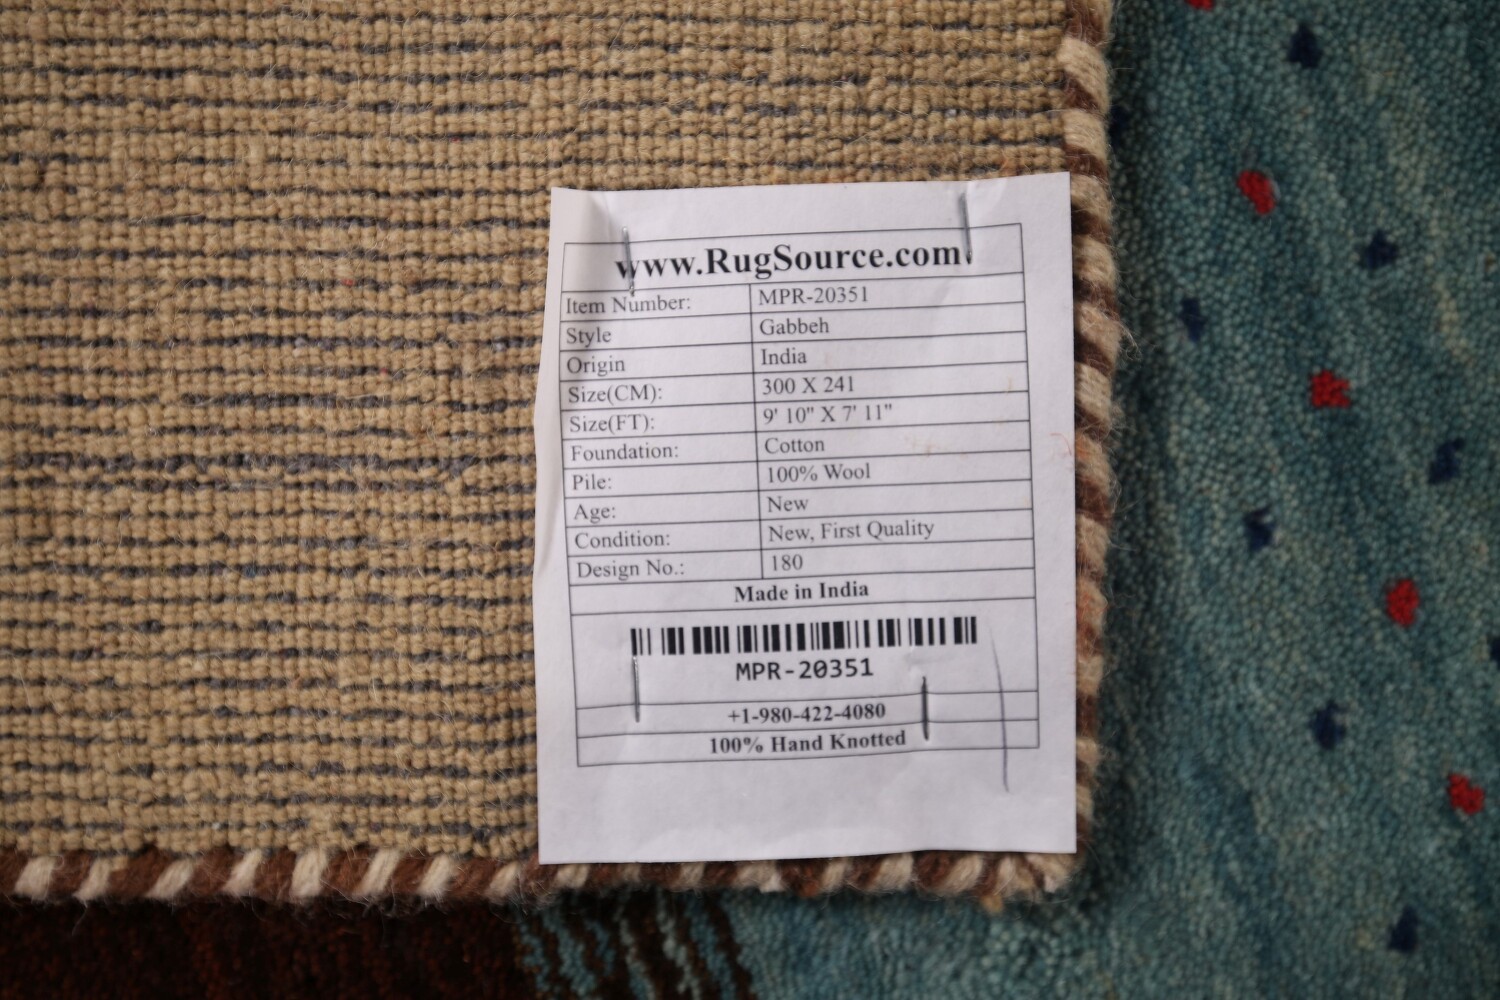 www.RugSource.com
Item Number: MPR-20351
Style Gabbeh
Origin India
Size(CM): 300 X 241
Size(FT): 9' 10" X 7' 11"
Foundation: Cotton
Pile: 100% Wool
Age: New
Condition: New, First Quality
Design No.: 180
Made in India
MPR-20351
+1-980-422-4080
100% Hand Knotted